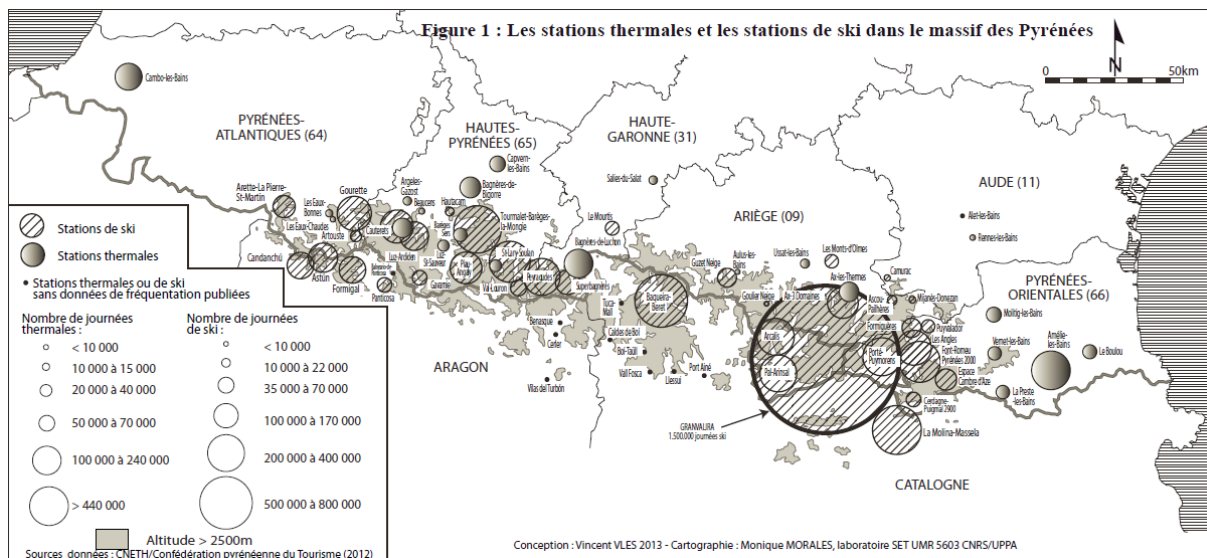 Figure 1 : Les stations thermales et les stations de ski dans le massif des Pyrénées
N
0 50km
Cambo-les-Bains
PYRÉNÉES-
ATLANTIQUES (64)
HAUTES-
PYRÉNÉES (65)
HAUTE-
GARONNE (31)
ARIÈGE (09)
AUDE (11)
PYRÉNÉES-
ORIENTALES (66)
ARAGON
CATALOGNE
Capvern-
les-Bains
Bagnères-de-
Bigorre
Salies-du-Salat
Arette-La Pierre-
St-Martin
Les Eaux-
Bonnes
Les Eaux-Chaudes
Artouste
Gourette
Argelès-
Gazost
Beaucens
Hautacam
Cauterets
Barèges
Sers
Tourmalet-Barèges-
la-Mongie
Luz-Ardiden
Luz-
St-Sauveur
Gavarnie
Piau-
Engaly
St-Lary-Soulan
Val-Louron
Peyragudes
Superbagnères
Bagnères-de-Luchon
Le Mourtis
Candanchú
Astún
Formigal
Panticosa
Benasque
Cerler
Vilas del Turbón
Tuca-
Mall
Caldes de Boí
Boí-Taüll
Vall Fosca
Llessui
Port Ainé
Baqueira-
Beret
Guzet Neige
Aulus-les-
Bains
Ussat-les-Bains
Les Monts-d'Olmes
Goulier Neige
Ax-les-Thermes
Ax-3 Domaines
Ascou-
Pailhères
Camurac
Mijanès-Donezan
Alet-les-Bains
Rennes-les-Bains
Arcalis
Pal-Arinsal
Porté-
Puymorens
Formiguères
Puyvalador
Les Angles
Font-Romeu
Pyrénées 2000
Espace
Cambre d'Aze
Cerdagne-
Puigmal 2900
La Molina-Massela
Molitg-les-Bains
Vernet-les-Bains
La Preste
-les-Bains
Amélie-
les-Bains
Le Boulou
GRANVALIRA
1.500.000 journées ski
Stations de ski
Stations thermales
Stations thermales ou de ski
sans données de fréquentation publiées
Nombre de journées
thermales :
< 10 000
10 000 à 15 000
20 000 à 40 000
50 000 à 70 000
100 000 à 240 000
> 440 000
Nombre de journées
de ski :
< 10 000
10 000 à 22 000
35 000 à 70 000
100 000 à 170 000
200 000 à 400 000
500 000 à 800 000
Altitude > 2500m
Sources données : CNETH/Confédération pyrénéenne du Tourisme (2012)
Conception : Vincent VLES 2013 - Cartographie : Monique MORALES, laboratoire SET UMR 5603 CNRS/UPPA